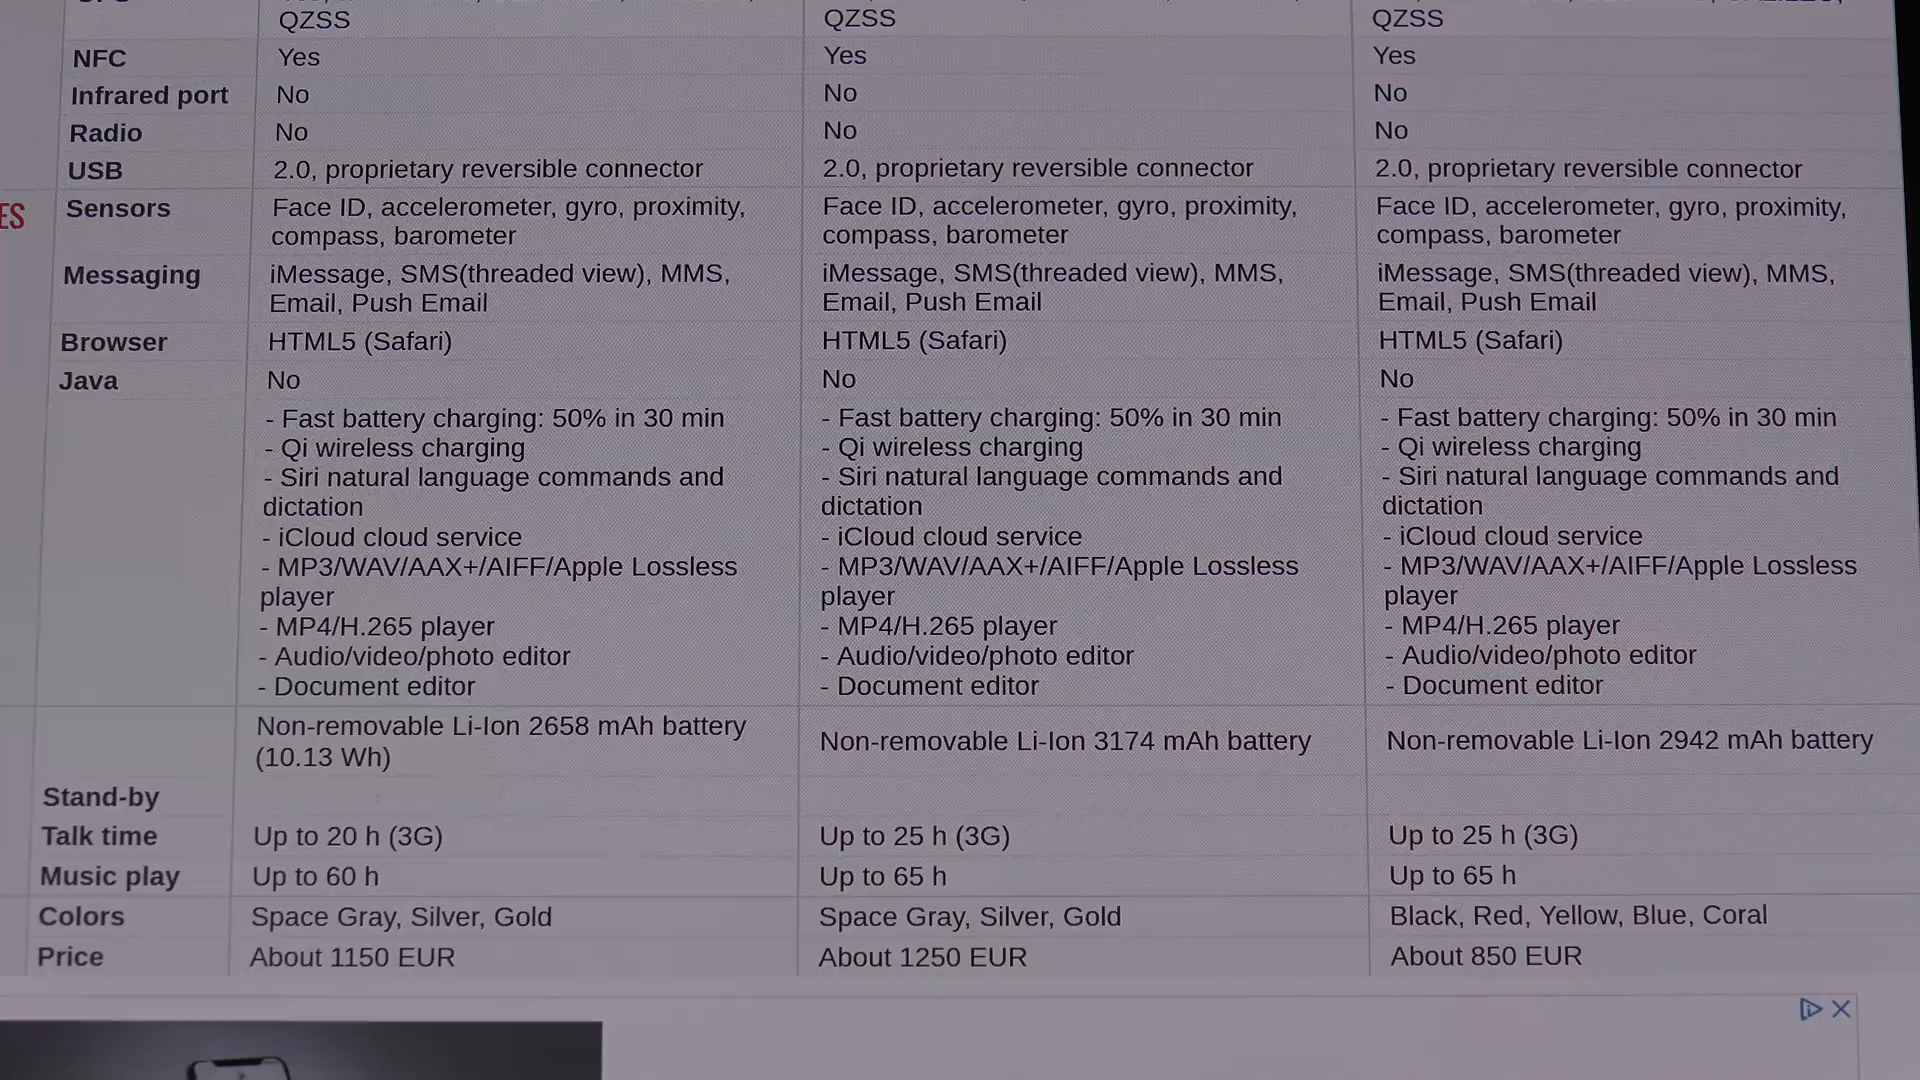 QZSS QZSS QZSS
NFC Yes Yes Yes
Infrared port No No No
Radio No No No
USB 2.0, proprietary reversible connector 2.0, proprietary reversible connector 2.0, proprietary reversible connector
ES Sensors Face ID, accelerometer, gyro, proximity, Face ID, accelerometer, gyro, proximity, Face ID, accelerometer, gyro, proximity,
compass, barometer compass, barometer compass, barometer
Messaging iMessage, SMS(threaded view), MMS, iMessage, SMS(threaded view), MMS, iMessage, SMS(threaded view), MMS,
Email, Push Email Email, Push Email Email, Push Email
Browser HTML5 (Safari) HTML5 (Safari) HTML5 (Safari)
Java No No No
- Fast battery charging: 50% in 30 min - Fast battery charging: 50% in 30 min - Fast battery charging: 50% in 30 min
- Qi wireless charging - Qi wireless charging - Qi wireless charging
- Siri natural language commands and - Siri natural language commands and - Siri natural language commands and
dictation dictation dictation
- iCloud cloud service - iCloud cloud service - iCloud cloud service
- MP3/WAV/AAX+/AIFF/Apple Lossless - MP3/WAV/AAX+/AIFF/Apple Lossless - MP3/WAV/AAX+/AIFF/Apple Lossless
player player player
- MP4/H.265 player - MP4/H.265 player - MP4/H.265 player
- Audio/video/photo editor - Audio/video/photo editor - Audio/video/photo editor
- Document editor - Document editor - Document editor
Non-removable Li-Ion 2658 mAh battery Non-removable Li-Ion 3174 mAh battery Non-removable Li-Ion 2942 mAh battery
(10.13 Wh)
Stand-by
Talk time Up to 20 h (3G) Up to 25 h (3G) Up to 25 h (3G)
Music play Up to 60 h Up to 65 h Up to 65 h
Colors Space Gray, Silver, Gold Space Gray, Silver, Gold Black, Red, Yellow, Blue, Coral
Price About 1150 EUR About 1250 EUR About 850 EUR